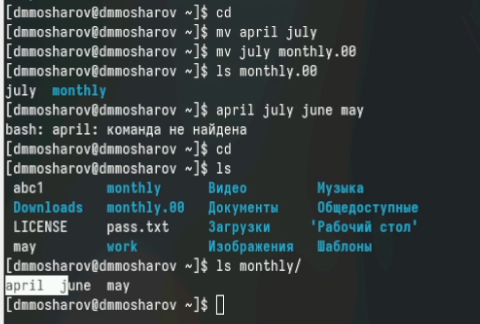 [dmmosharov@dmmosharov ~]$ cd
[dmmosharov@dmmosharov ~]$ mv april july
[dmmosharov@dmmosharov ~]$ mv july monthly.00
[dmmosharov@dmmosharov ~]$ ls monthly.00
july monthly
[dmmosharov@dmmosharov ~]$ april july june may
bash: april: команда не найдена
[dmmosharov@dmmosharov ~]$ cd
[dmmosharov@dmmosharov ~]$ ls
abc1 monthly Видео Музыка
Downloads monthly.00 Документы Общедоступные
LICENSE pass.txt Загрузки 'Рабочий стол'
may work Изображения Шаблоны
[dmmosharov@dmmosharov ~]$ ls monthly/
april june may
[dmmosharov@dmmosharov ~]$